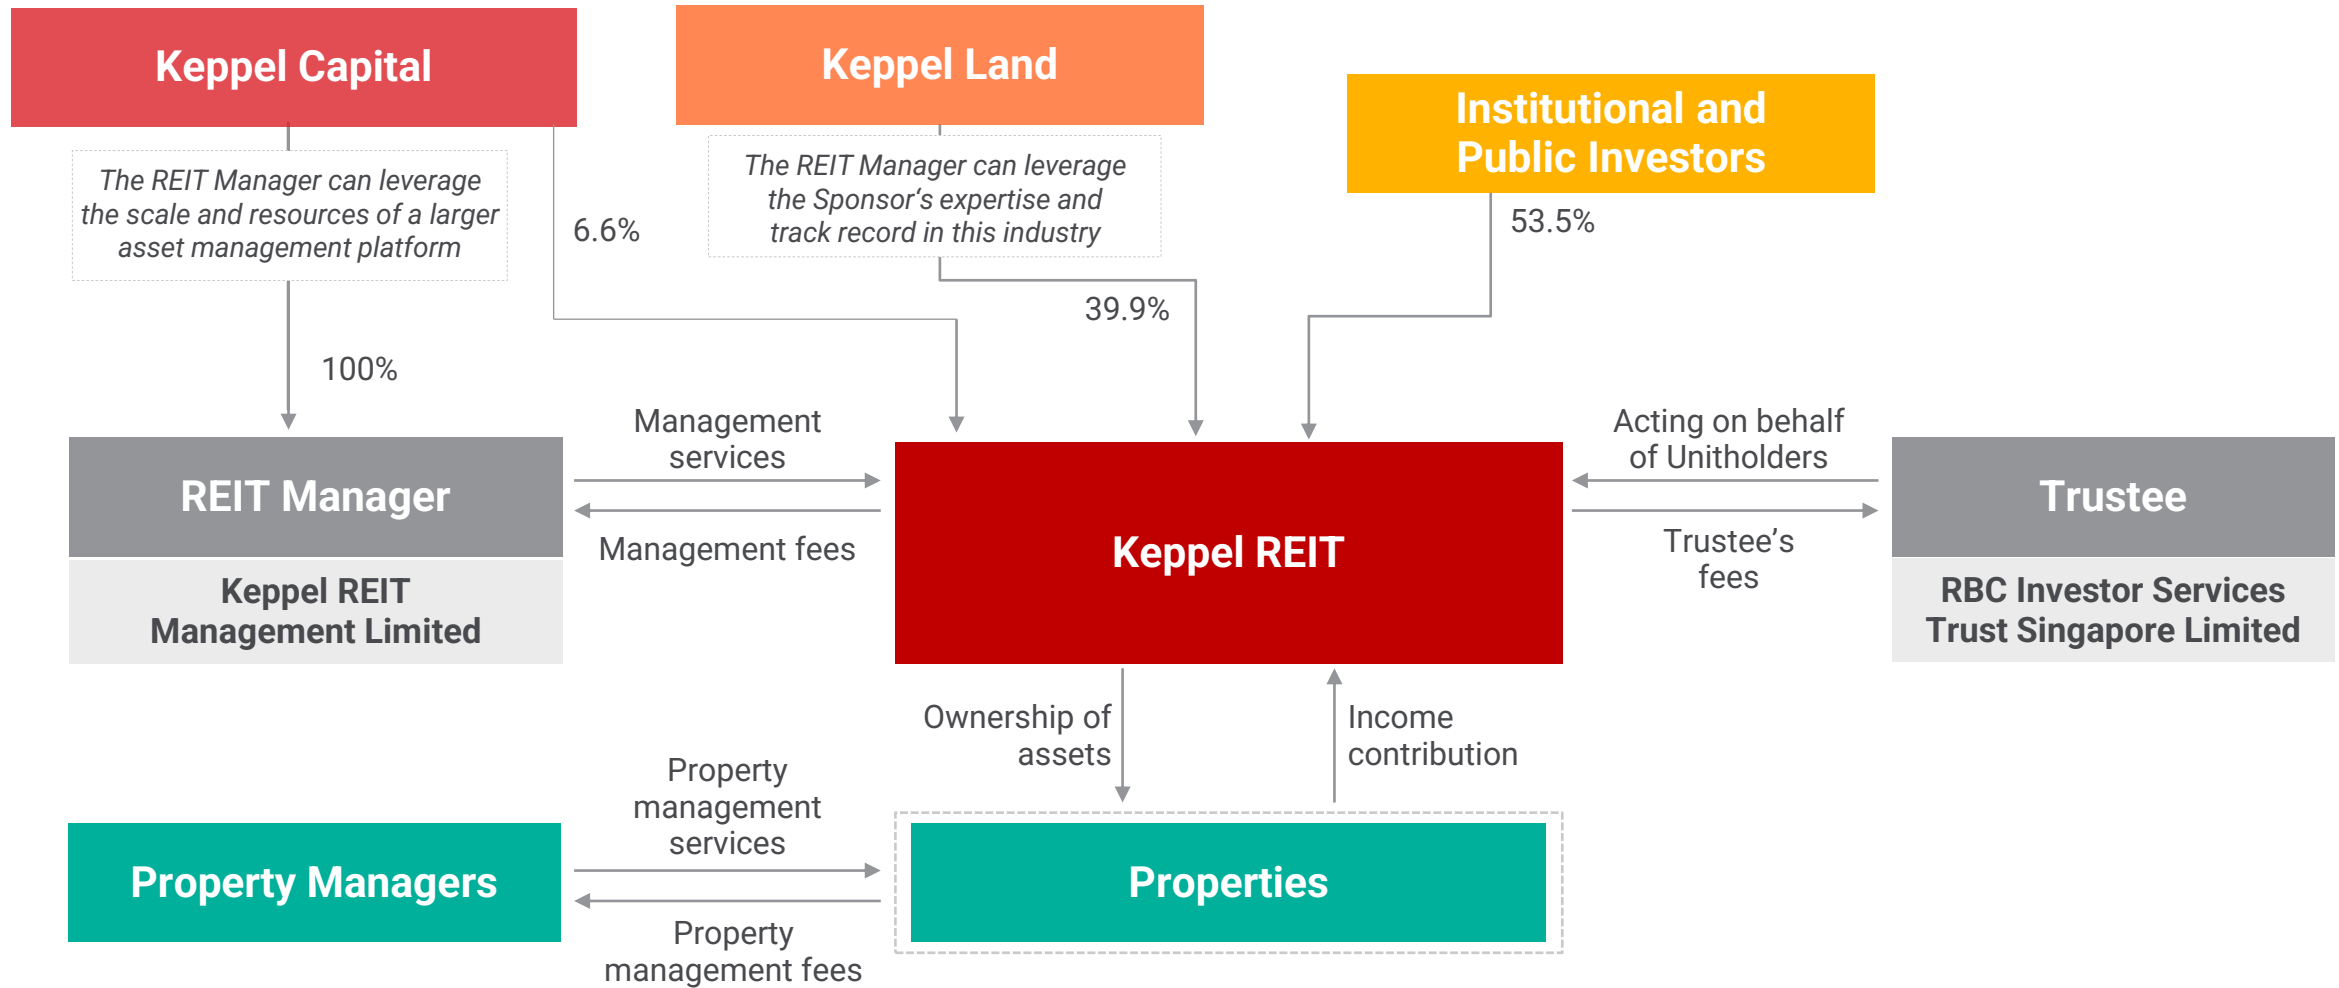 Keppel Capital
Keppel Land
Institutional and
Public Investors
The REIT Manager can leverage
the scale and resources of a larger
asset management platform
6.6%
The REIT Manager can leverage
the Sponsor‘s expertise and
track record in this industry
53.5%
39.9%
100%
Management
services
Acting on behalf
of Unitholders
REIT Manager
Management fees
Keppel REIT
Trustee
Trustee’s
fees
Keppel REIT
Management Limited
RBC Investor Services
Trust Singapore Limited
Ownership of
assets
Income
contribution
Property
management
services
Property Managers
Properties
Property
management fees